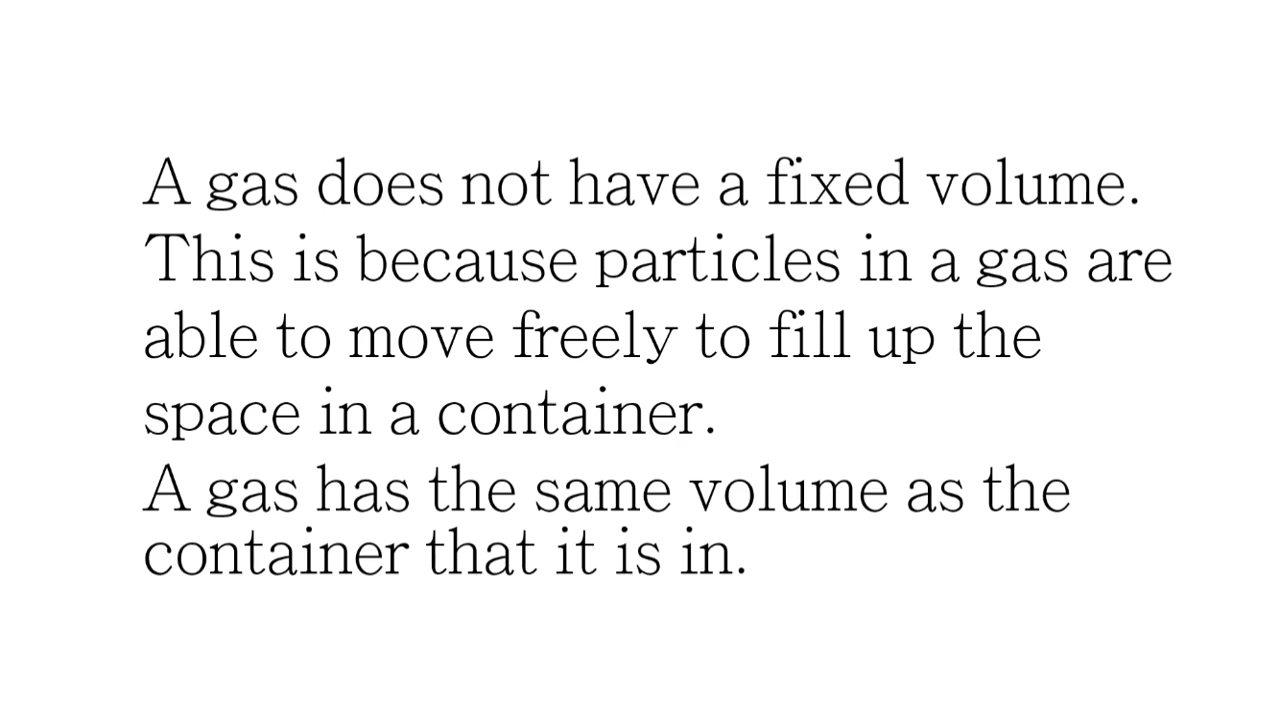 A gas does not have a fixed volume.
This is because particles in a gas are
able to move freely to fill up the
space in a container.
A gas has the same volume as the
container that it is in.